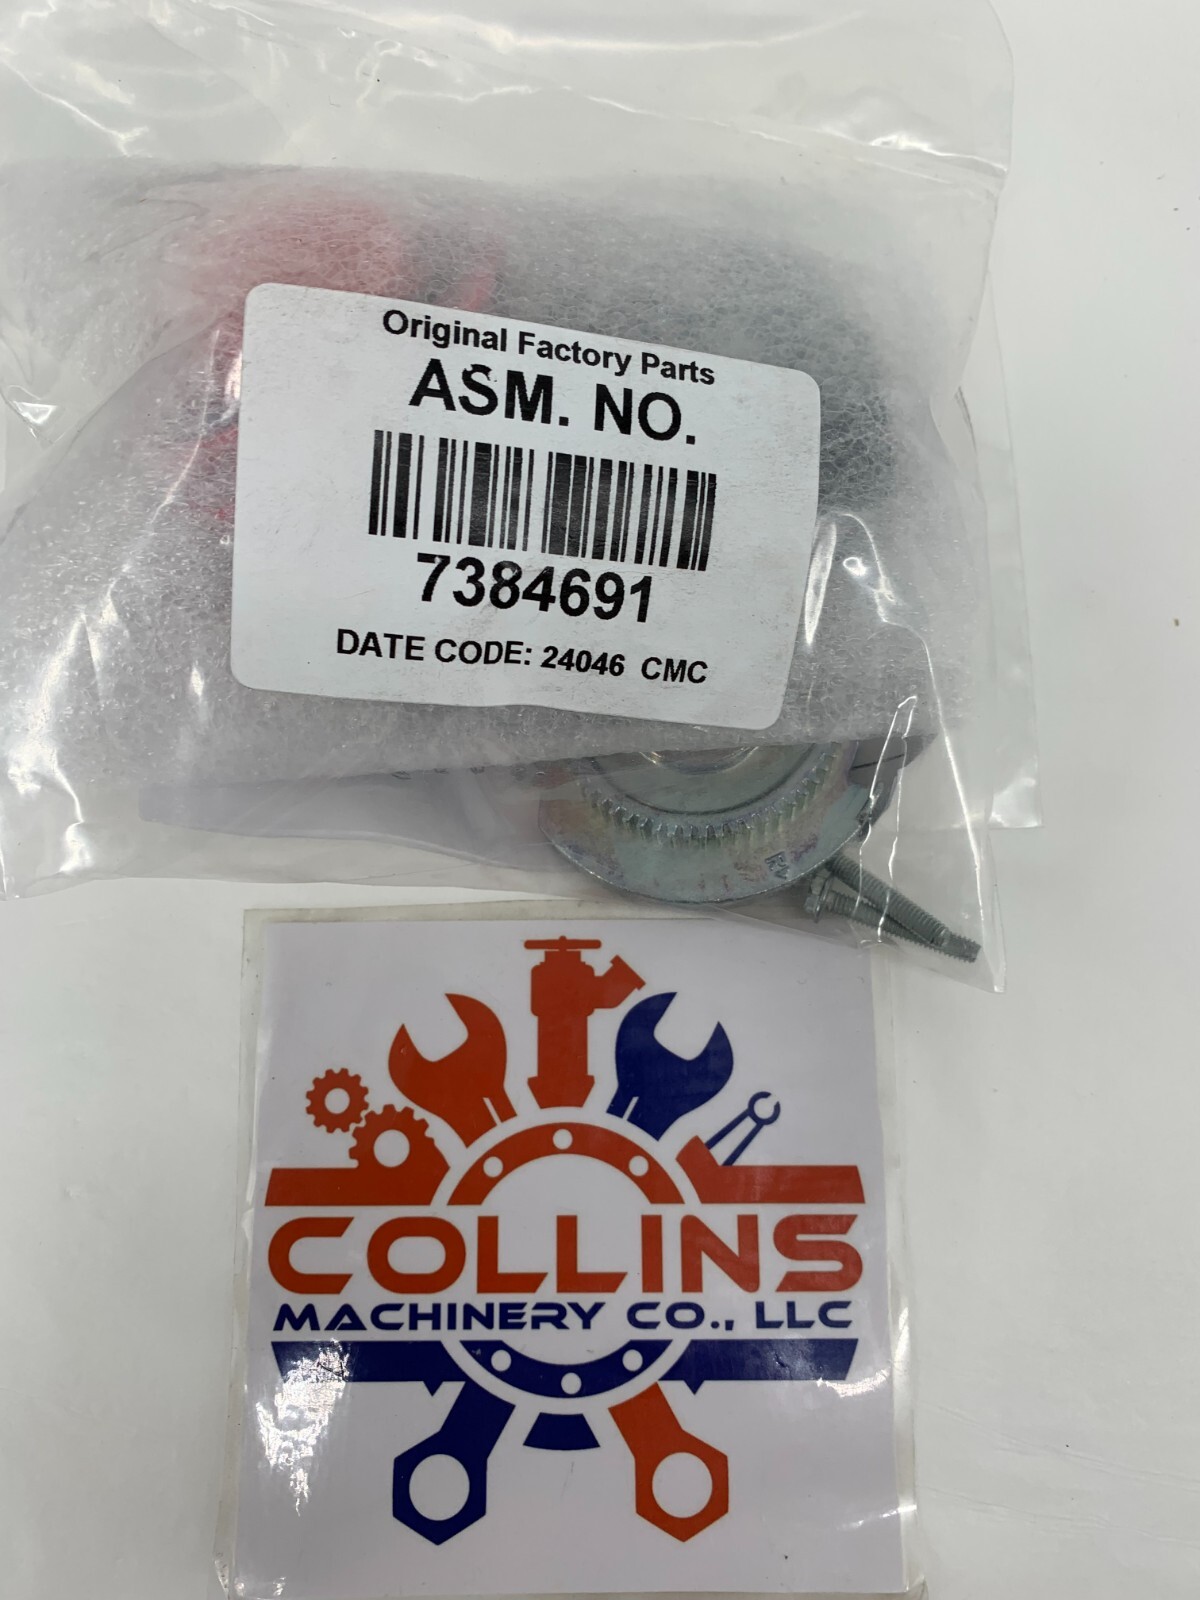 Original Factory Parts
ASM. NO.
7384691
DATE CODE: 24046 CMC
COLLINS
MACHINERY CO., LLC